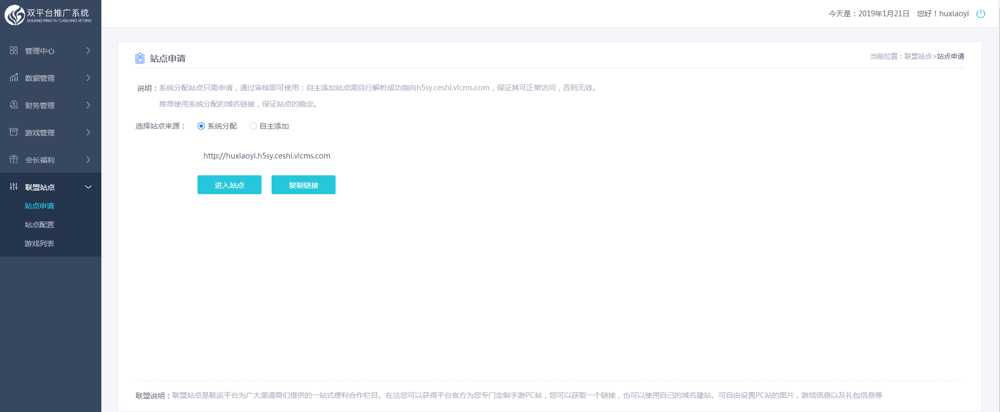 双平台推广系统
SHUANG PINGTAI TUIGUANG XITONG
今天是：2019年1月21日 您好！huxiaoyi
管理中心
数据管理
财务管理
游戏管理
会长福利
联盟站点
站点申请
站点配置
游戏列表
站点申请
当前位置：联盟站点>站点申请
说明：系统分配站点只需申请，通过审核即可使用；自主添加站点需自行解析成功指向h5sy.ceshi.vlcms.com，保证其可正常访问，否则无效。
推荐使用系统分配的域名链接，保证站点的稳定。
选择站点来源： 系统分配 自主添加
http://huxiaoyi.h5sy.ceshi.vlcms.com
进入站点 复制链接
联盟说明：联盟站点是联运平台为广大渠道商们提供的一站式便利合作栏目。在这您可以获得平台官方为您专门定制手游PC站，您可以获取一个链接，也可以使用自己的域名建站。可自由设置PC站的图片，游戏信息以及礼包信息等